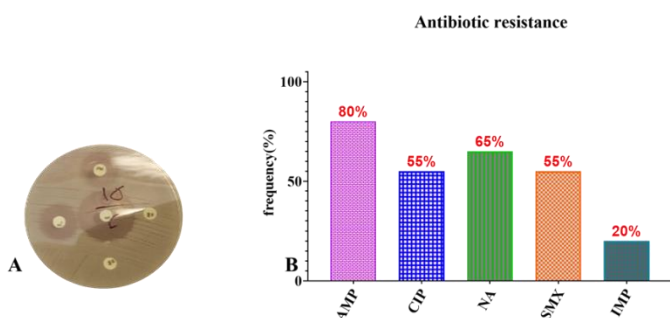 Antibiotic resistance
100
50
0
frequency(%)
80%
55%
65%
55%
20%
AMP
CIP
NA
SMX
IMP
A
B